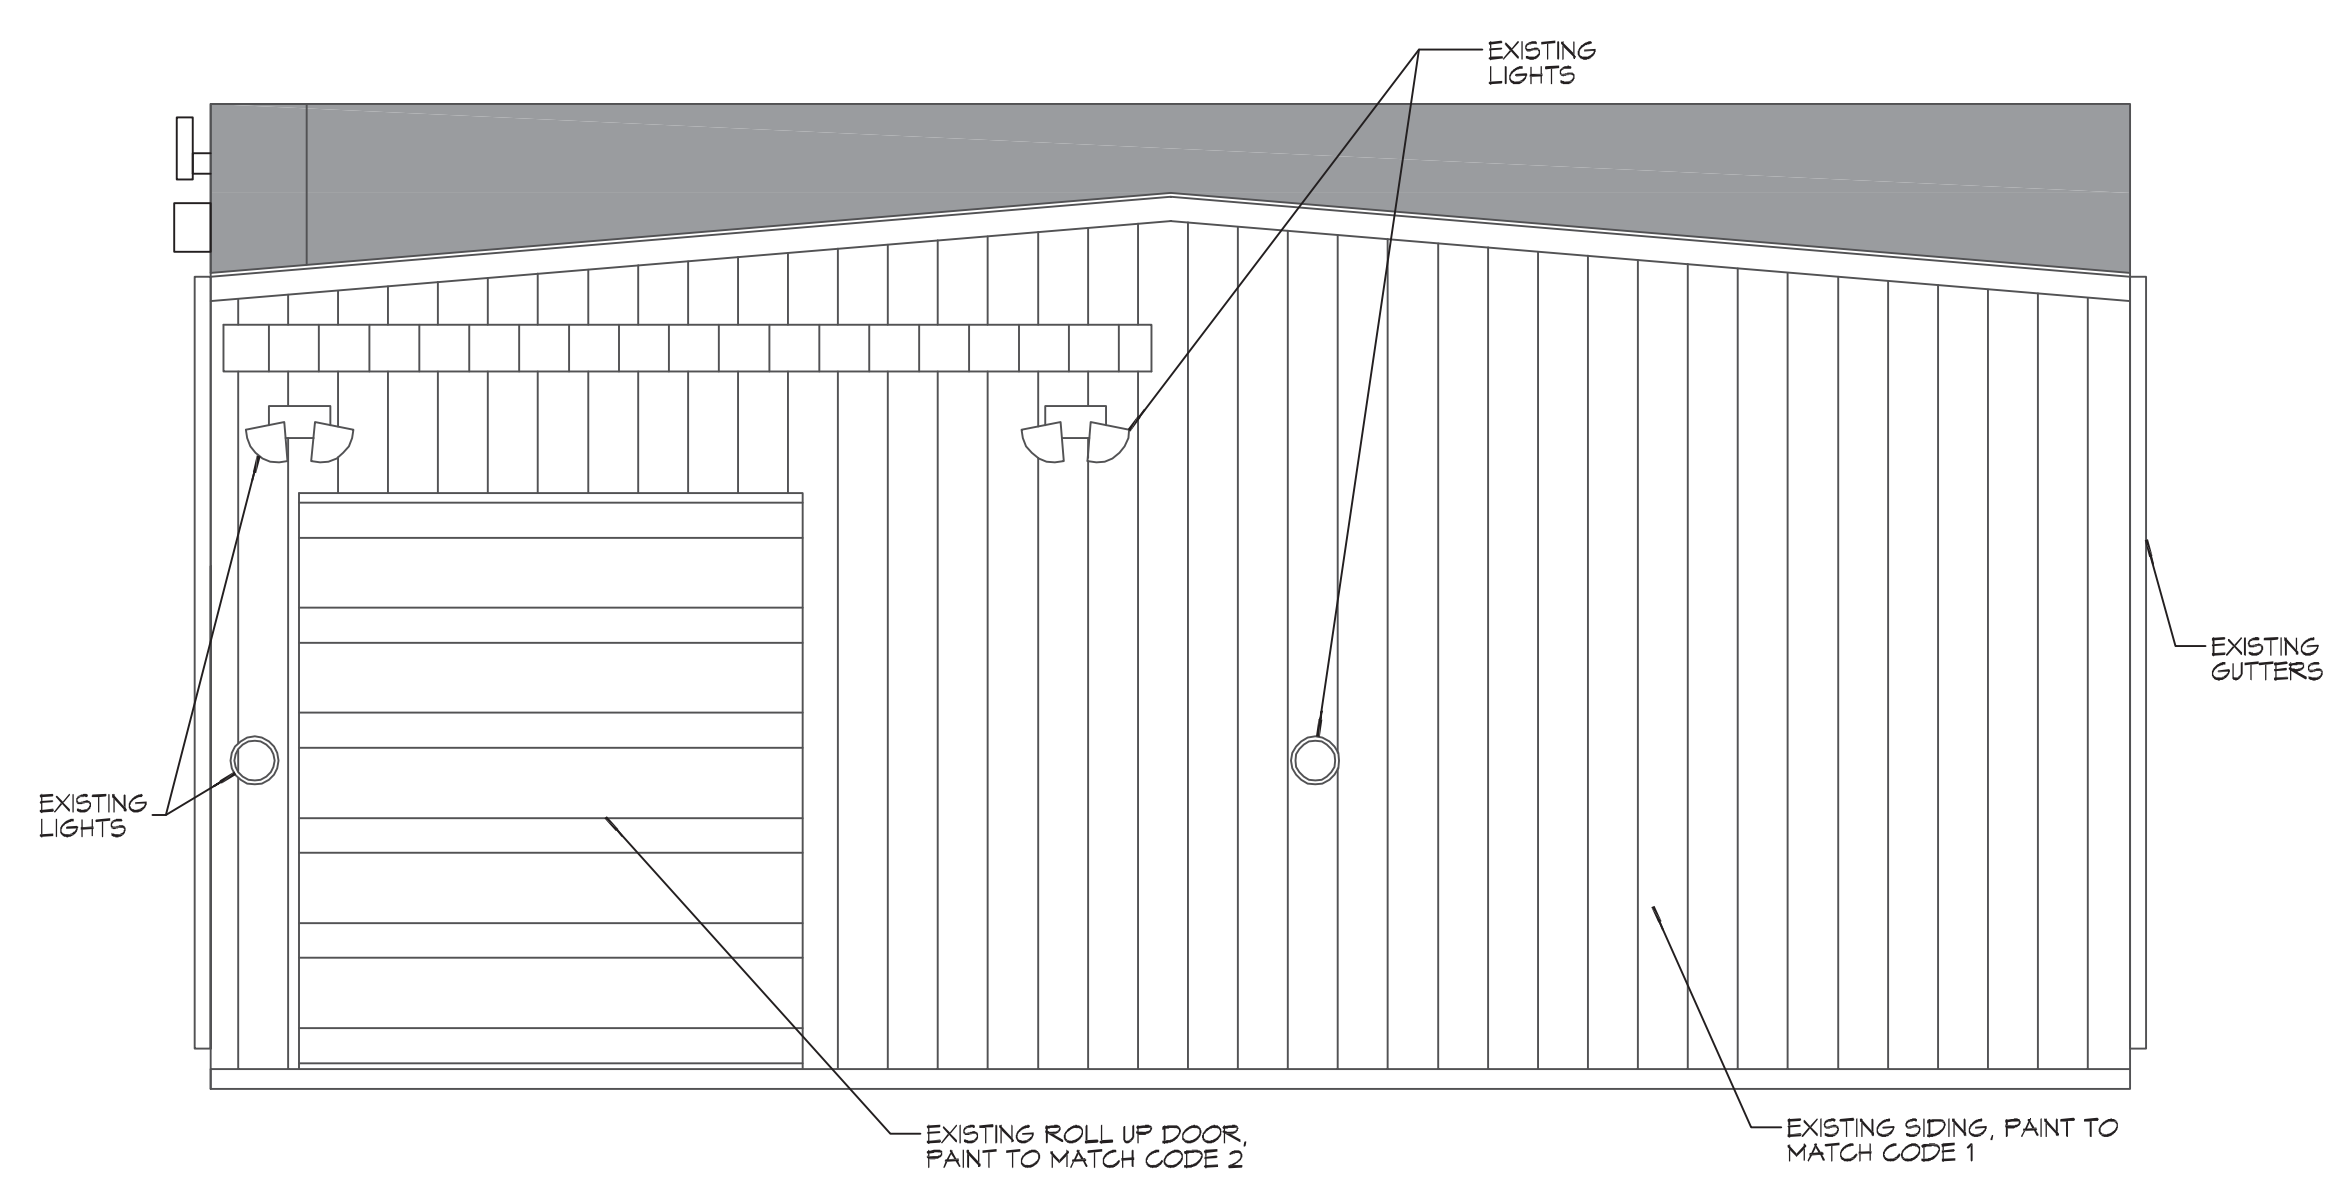 EXISTING
LIGHTS
EXISTING
GUTTERS
EXISTING
LIGHTS
EXISTING ROLL UP DOOR,
PAINT TO MATCH CODE 2
EXISTING SIDING, PAINT TO
MATCH CODE 1